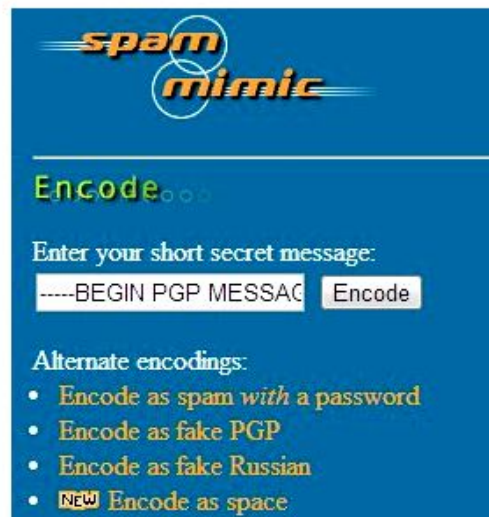 spam
mimic
Encode
Enter your short secret message:
-----BEGIN PGP MESSAG Encode
Alternate encodings:
• Encode as spam with a password
• Encode as fake PGP
• Encode as fake Russian
• NEW Encode as space